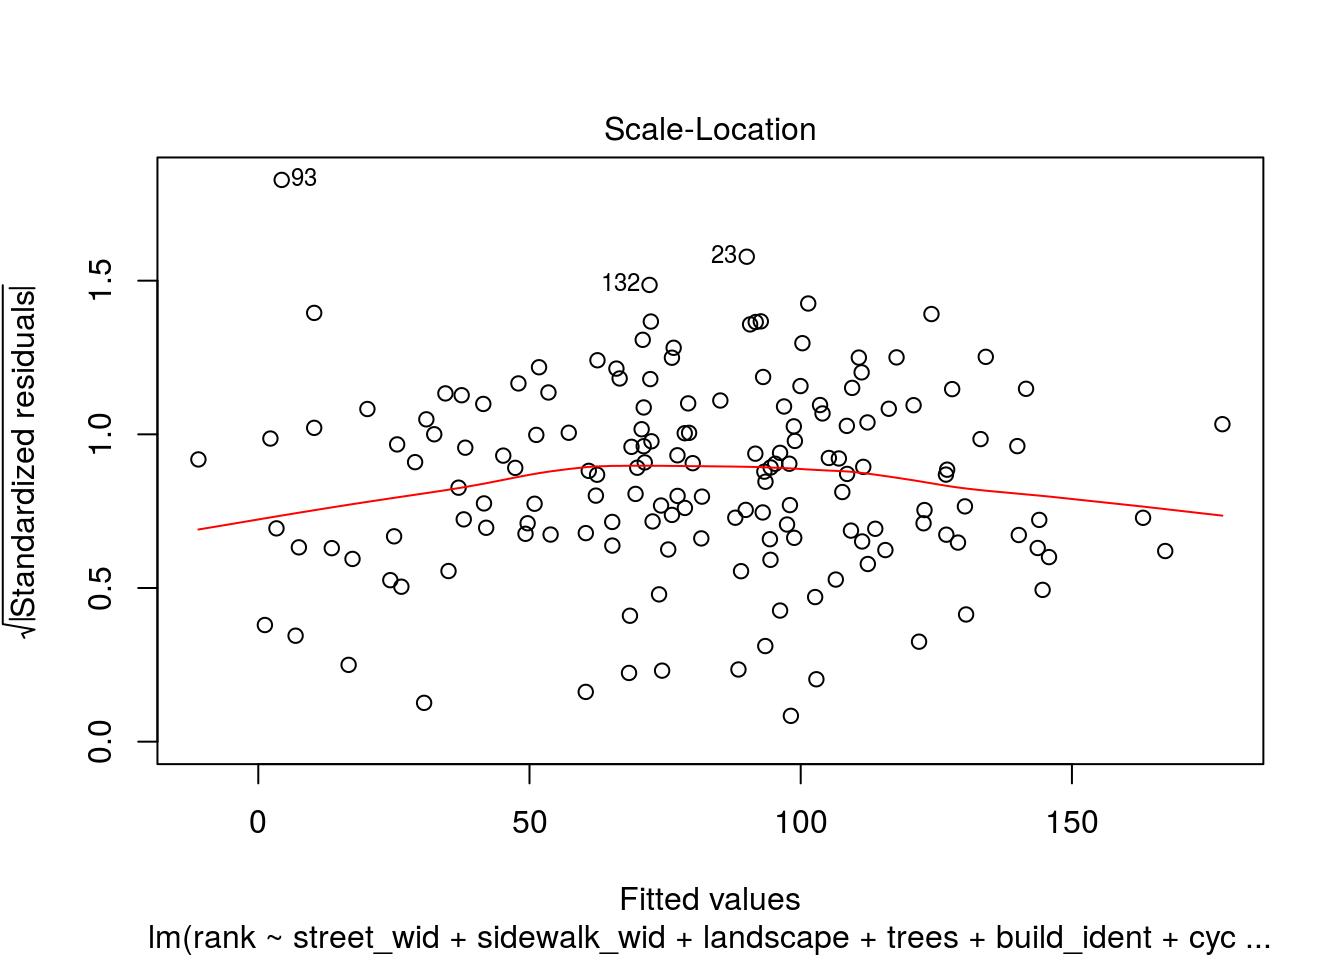 Scale-Location
93
23
132
√|Standardized residuals|
1.5
1.0
0.5
0.0
0 50 100 150
Fitted values
lm(rank ~ street_wid + sidewalk_wid + landscape + trees + build_ident + cyc ...